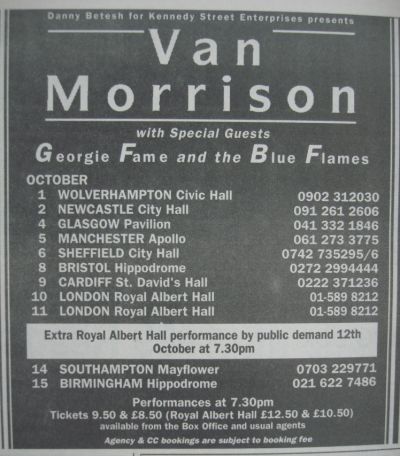 Danny Betesh for Kennedy Street Enterprises presents
Van
Morrison
with Special Guests
Georgie Fame and the Blue Flames
OCTOBER
1 WOLVERHAMPTON Civic Hall 0902 312030
2 NEWCASTLE City Hall 091 261 2606
4 GLASGOW Pavilion 041 332 1846
5 MANCHESTER Apollo 061 273 3775
6 SHEFFIELD City Hall 0742 735295/6
8 BRISTOL Hippodrome 0272 299444
9 CARDIFF St. David's Hall 0222 371236
10 LONDON Royal Albert Hall 01-589 8212
11 LONDON Royal Albert Hall 01-589 8212
Extra Royal Albert Hall performance by public demand 12th
October at 7.30pm
14 SOUTHAMPTON Mayflower 0703 229771
15 BIRMINGHAM Hippodrome 021 622 7486
Performances at 7.30pm
Tickets 9.50 & £8.50 (Royal Albert Hall £12.50 & £10.50)
available from the Box Office and usual agents
Agency & CC bookings are subject to booking fee